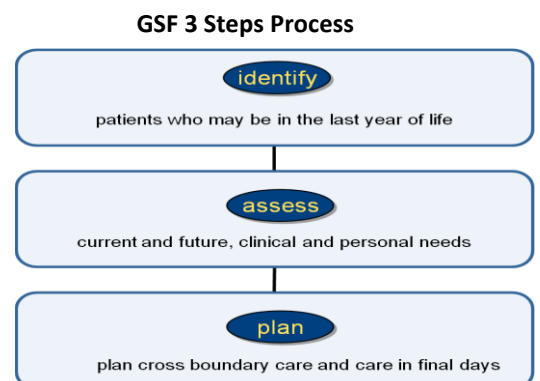 GSF 3 Steps Process
identify
patients who may be in the last year of life
assess
current and future, clinical and personal needs
plan
plan cross boundary care and care in final days